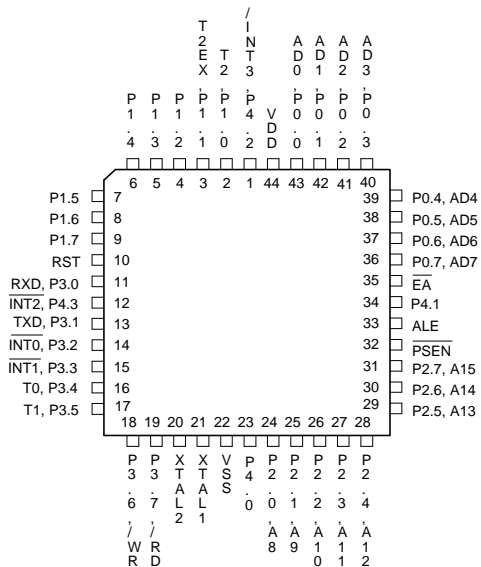 P1.4
P1.3
P1.2
T2EX,P1.1
T2,P1.0
/INT3,P4.2
VDD
AD0,P0.0
AD1,P0.1
AD2,P0.2
AD3,P0.3
6 5 4 3 2 1 44 43 42 41 40
P1.5 7
P1.6 8
P1.7 9
RST 10
RXD, P3.0 11
INT2, P4.3 12
TXD, P3.1 13
INT0, P3.2 14
INT1, P3.3 15
T0, P3.4 16
T1, P3.5 17
39 P0.4, AD4
38 P0.5, AD5
37 P0.6, AD6
36 P0.7, AD7
35 EA
34 P4.1
33 ALE
32 PSEN
31 P2.7, A15
30 P2.6, A14
29 P2.5, A13
18 19 20 21 22 23 24 25 26 27 28
P3.6,/WR
P3.7,/RD
XTAL2
XTAL1
VSS
P4.0
P2.0,A8
P2.1,A9
P2.2,A10
P2.3,A11
P2.4,A12